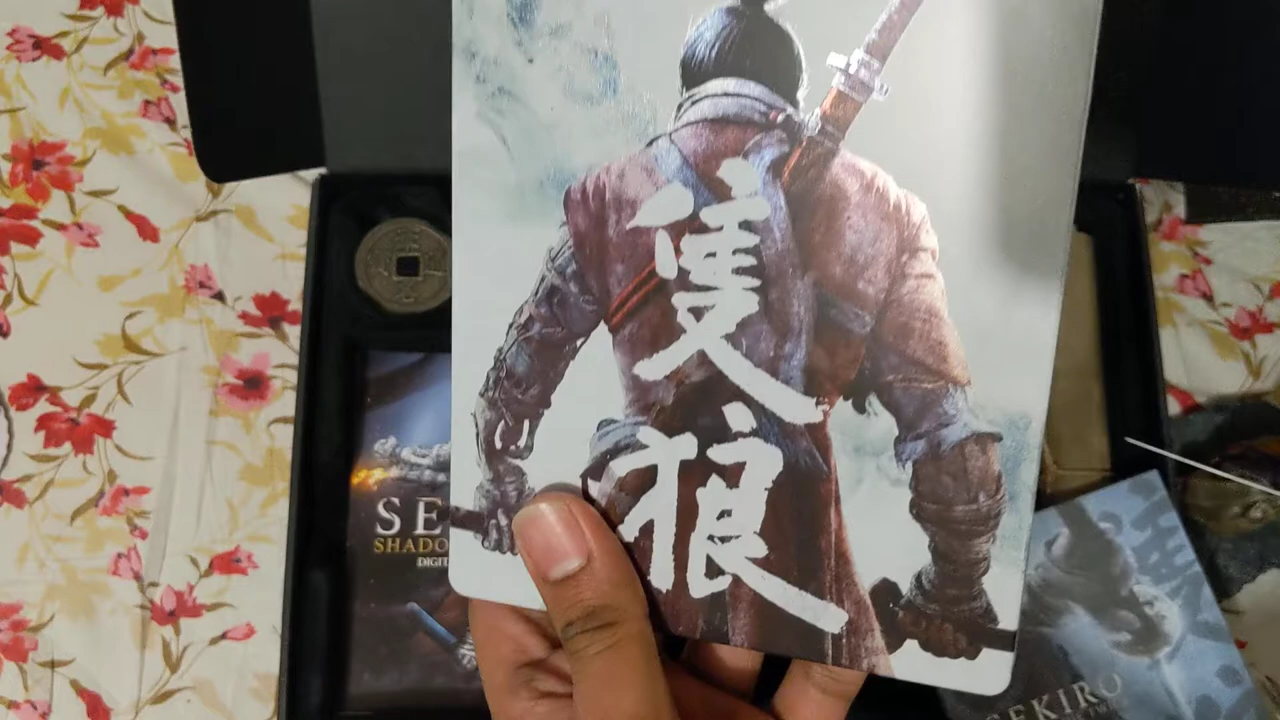 隻
狼
SE
SHADO
DIGIT
SEKIRO